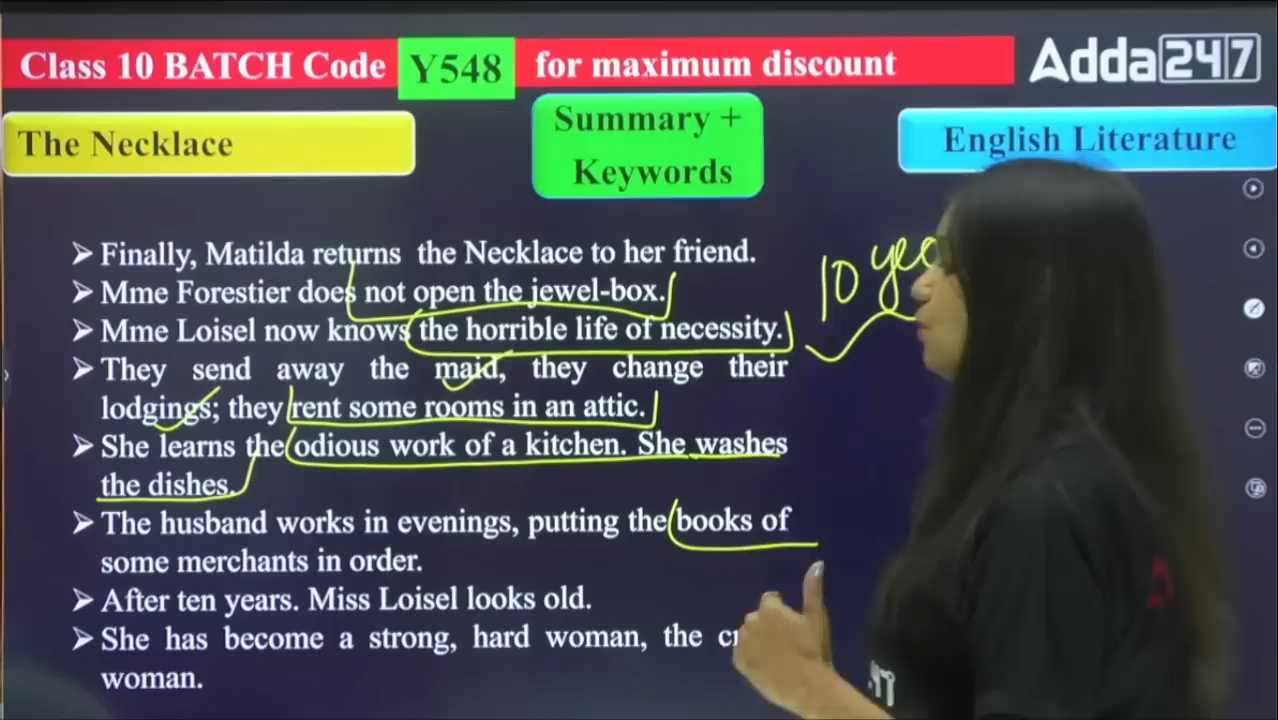 Class 10 BATCH Code Y548 for maximum discount
Adda247
The Necklace
Summary +
Keywords
English Literature
➢ Finally, Matilda returns the Necklace to her friend.
➢ Mme Forestier does not open the jewel-box.
➢ Mme Loisel now knows the horrible life of necessity.
➢ They send away the maid, they change their
lodgings; they rent some rooms in an attic.
➢ She learns the odious work of a kitchen. She washes
the dishes.
➢ The husband works in evenings, putting the books of
some merchants in order.
➢ After ten years. Miss Loisel looks old.
➢ She has become a strong, hard woman, the
woman.
10